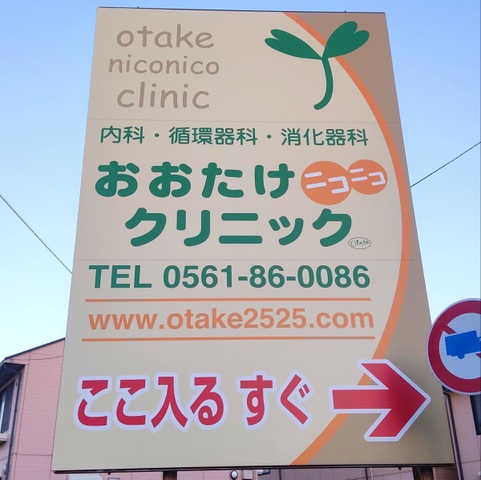 otake
niconico
clinic
内科・循環器科・消化器科
おおたけニコニコ
クリニック
TEL 0561-86-0086
www.otake2525.com
ここ入る すぐ